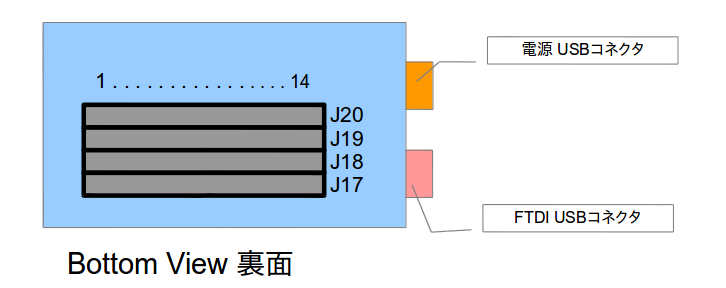 電源 USBコネクタ
1 . . . . . . . . . . . . . . . . 14
J20
J19
J18
J17
FTDI USBコネクタ
Bottom View 裏面